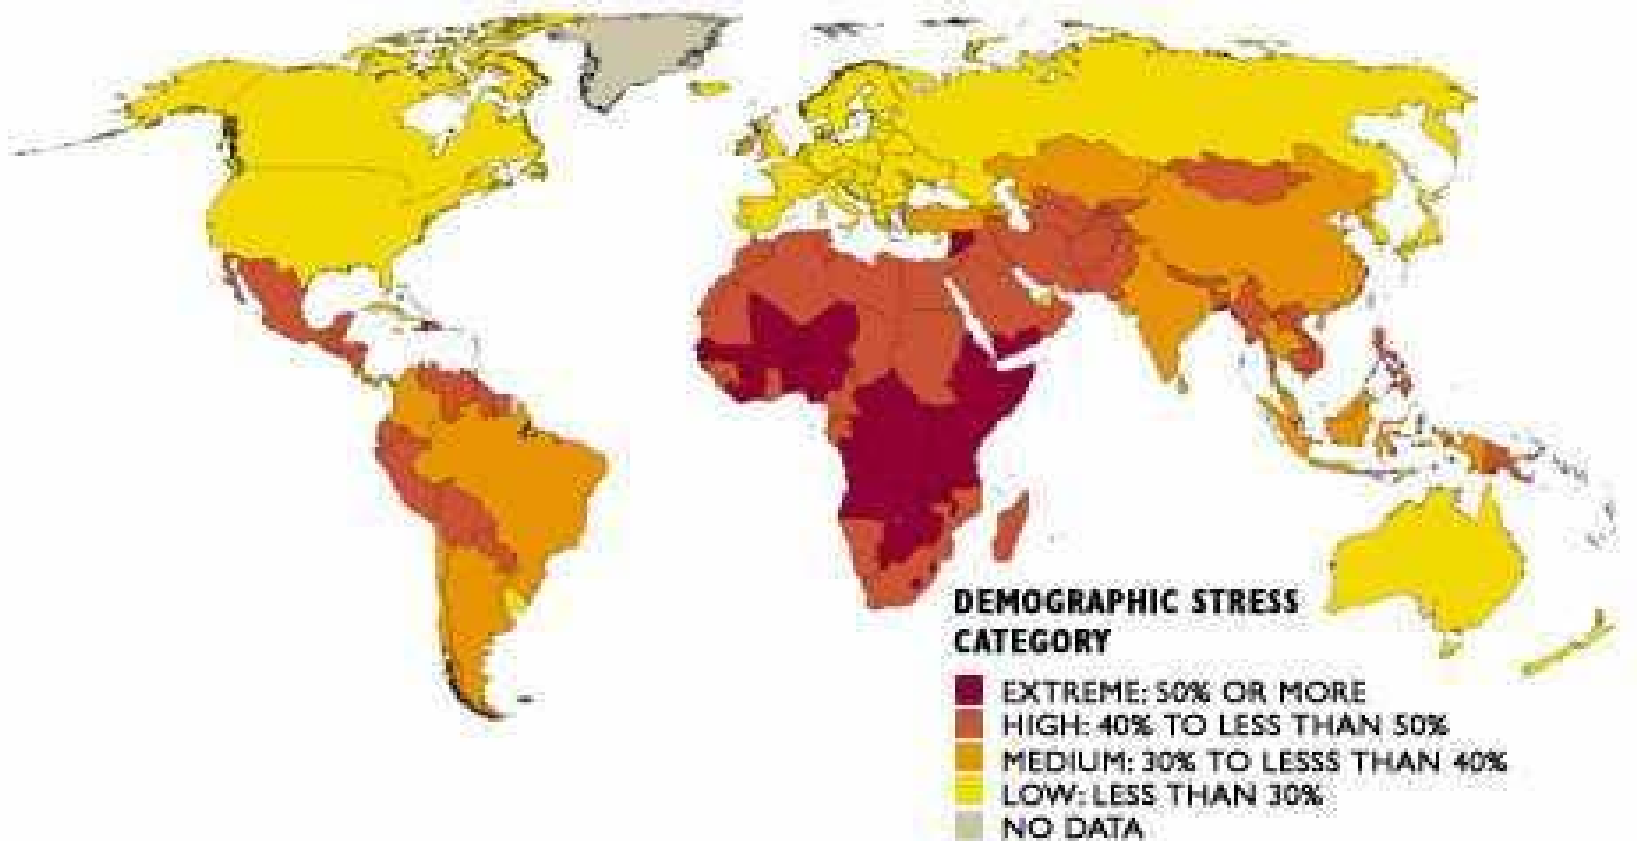 DEMOGRAPHIC STRESS
CATEGORY
EXTREME: 50% OR MORE
HIGH: 40% TO LESS THAN 50%
MEDIUM: 30% TO LESSS THAN 40%
LOW: LESS THAN 30%
NO DATA